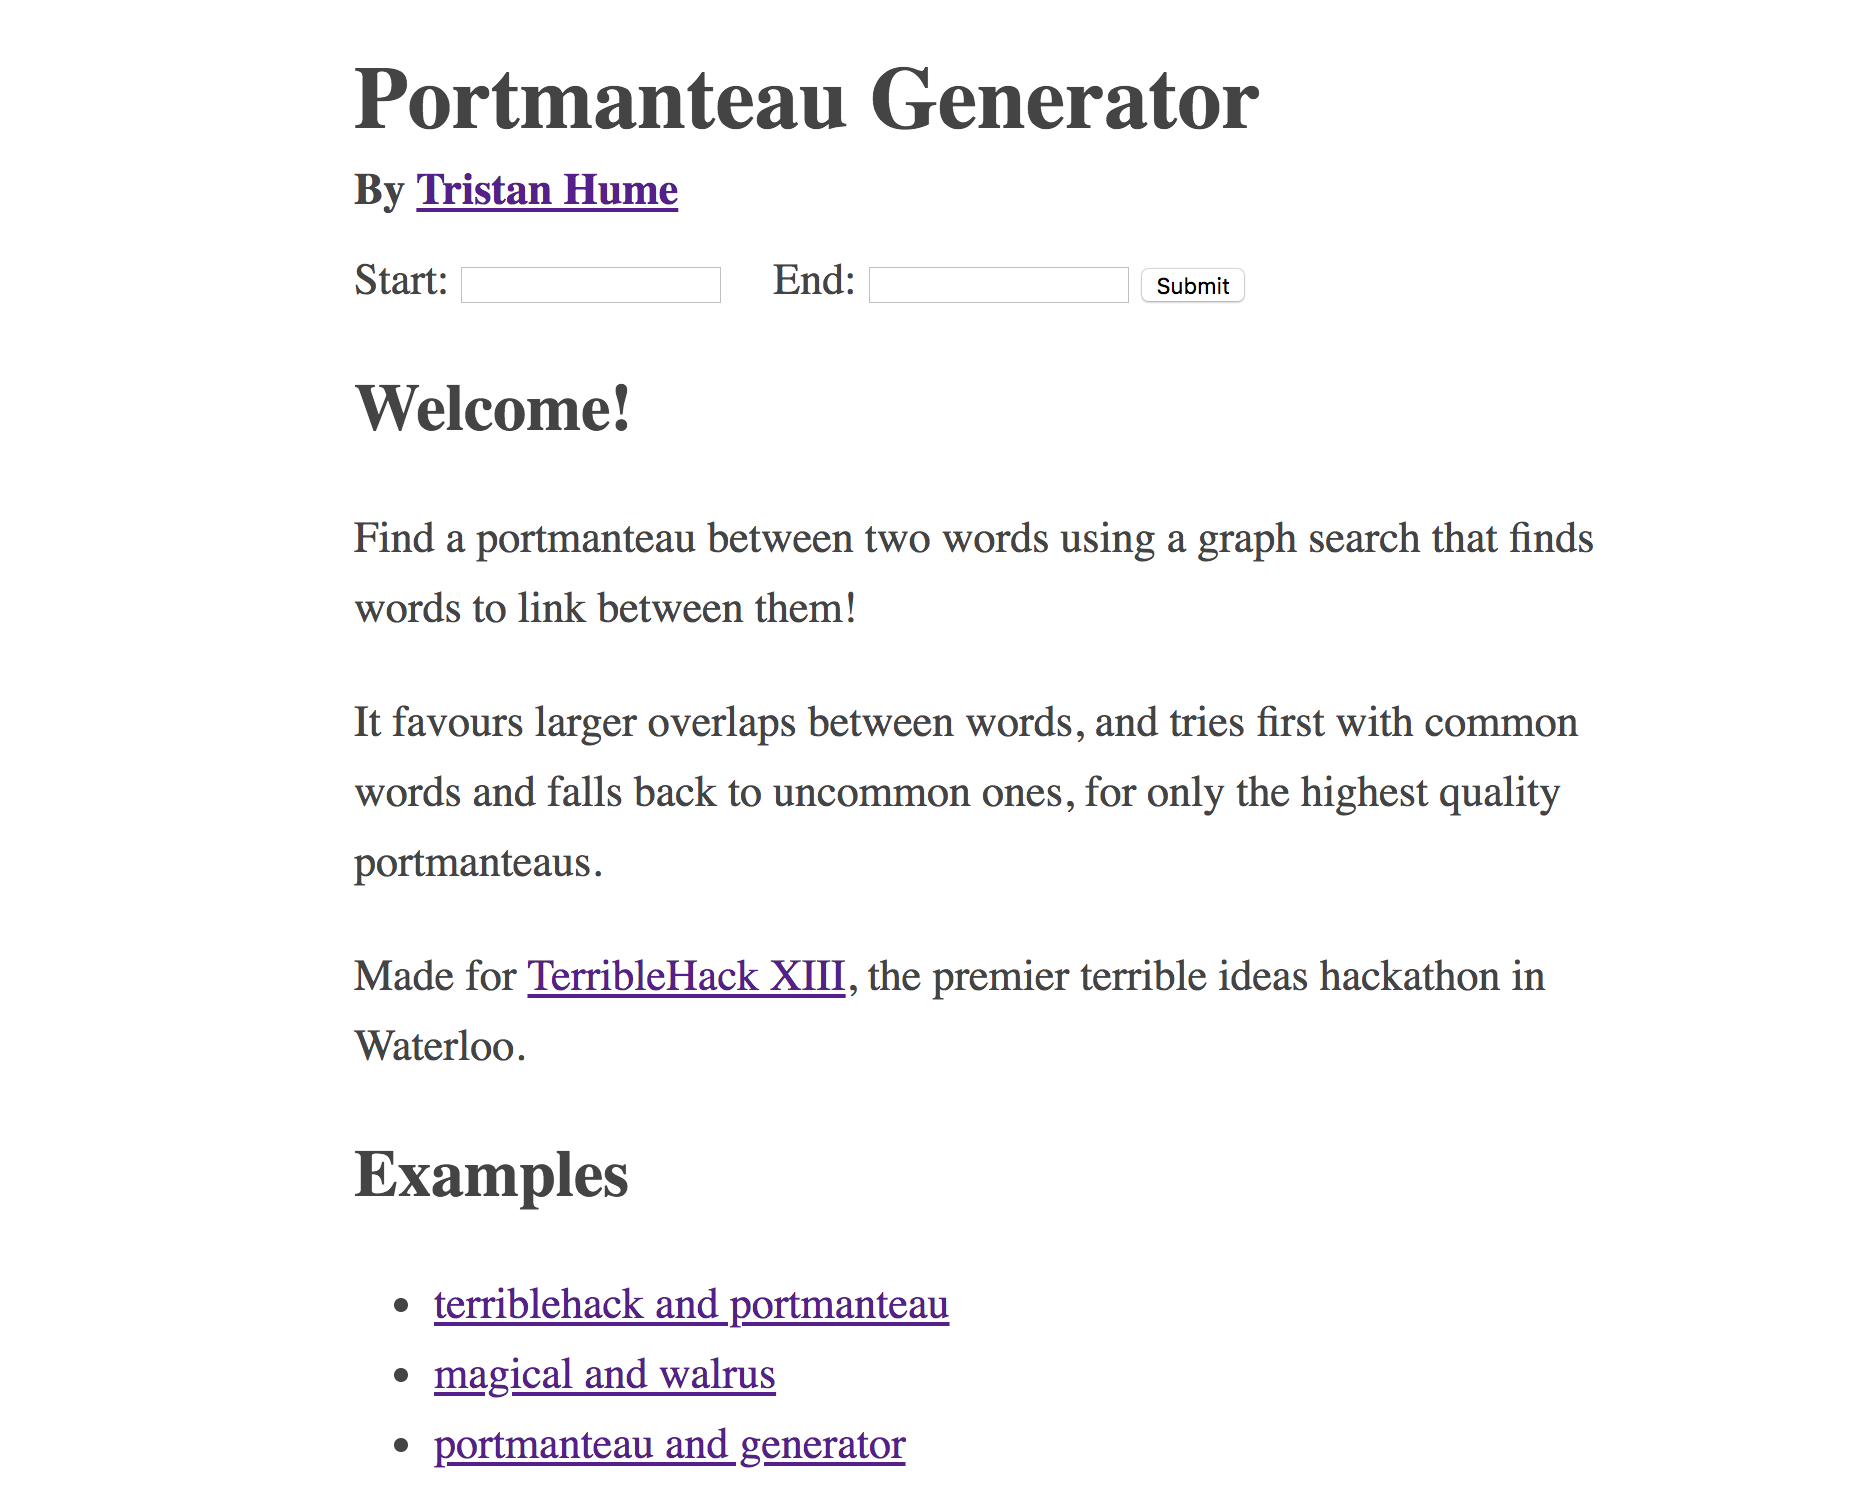 Portmanteau Generator
By Tristan Hume
Start: End: Submit
Welcome!
Find a portmanteau between two words using a graph search that finds
words to link between them!
It favours larger overlaps between words, and tries first with common
words and falls back to uncommon ones, for only the highest quality
portmanteaus.
Made for TerribleHack XIII, the premier terrible ideas hackathon in
Waterloo.
Examples
• terriblehack and portmanteau
• magical and walrus
• portmanteau and generator